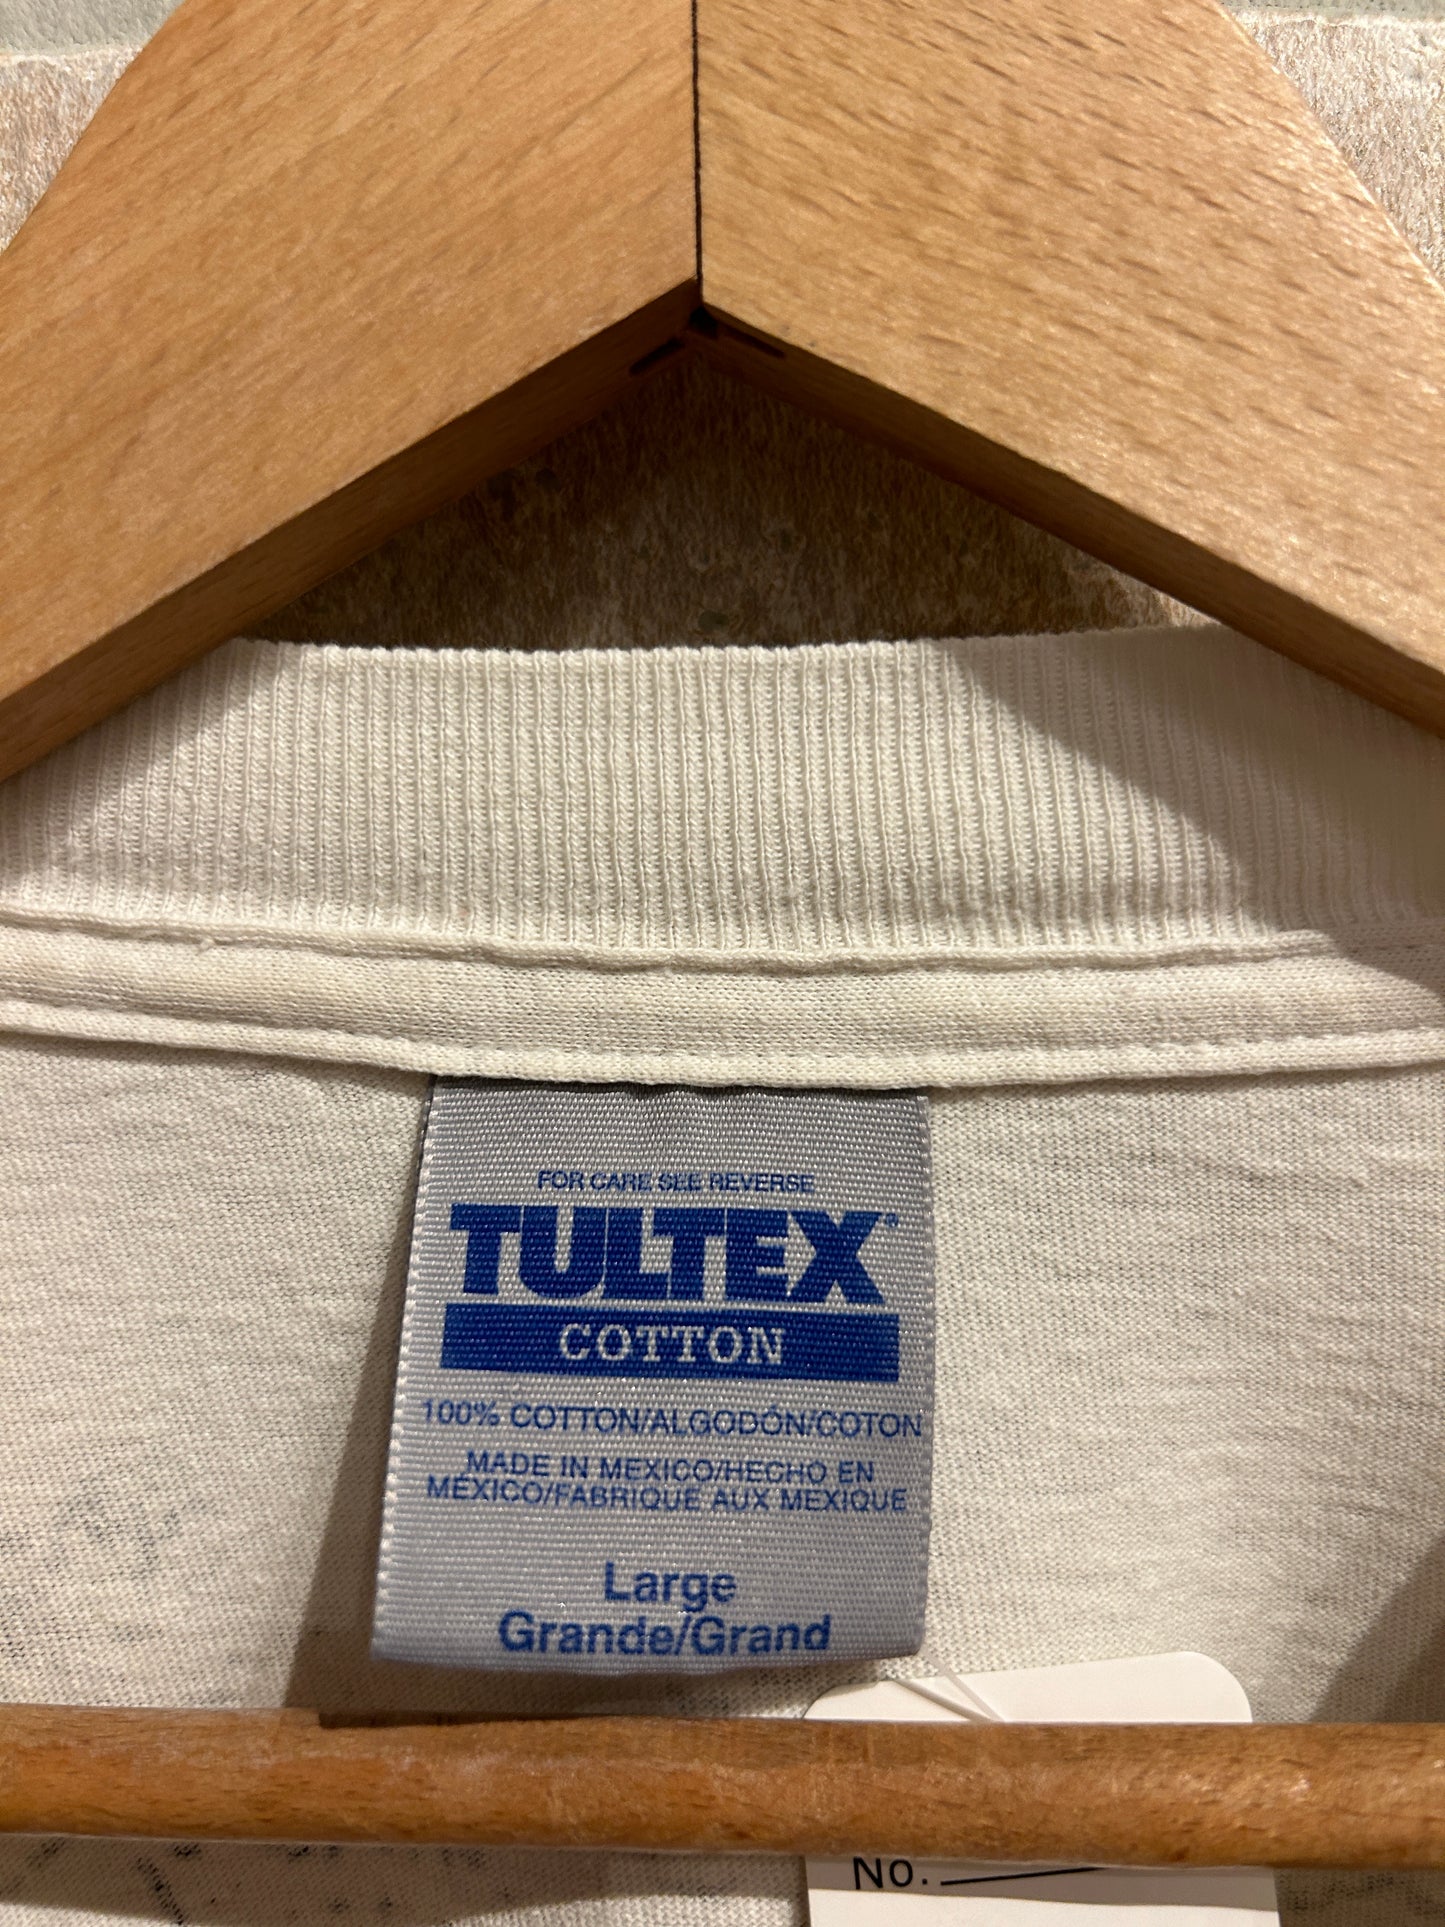 FOR CARE SEE REVERSE
TULTEX®
COTTON
100% COTTON/ALGODÓN/COTON
MADE IN MEXICO/HECHO EN
MÉXICO/FABRIQUE AUX MEXIQUE
Large
Grande/Grand
No.